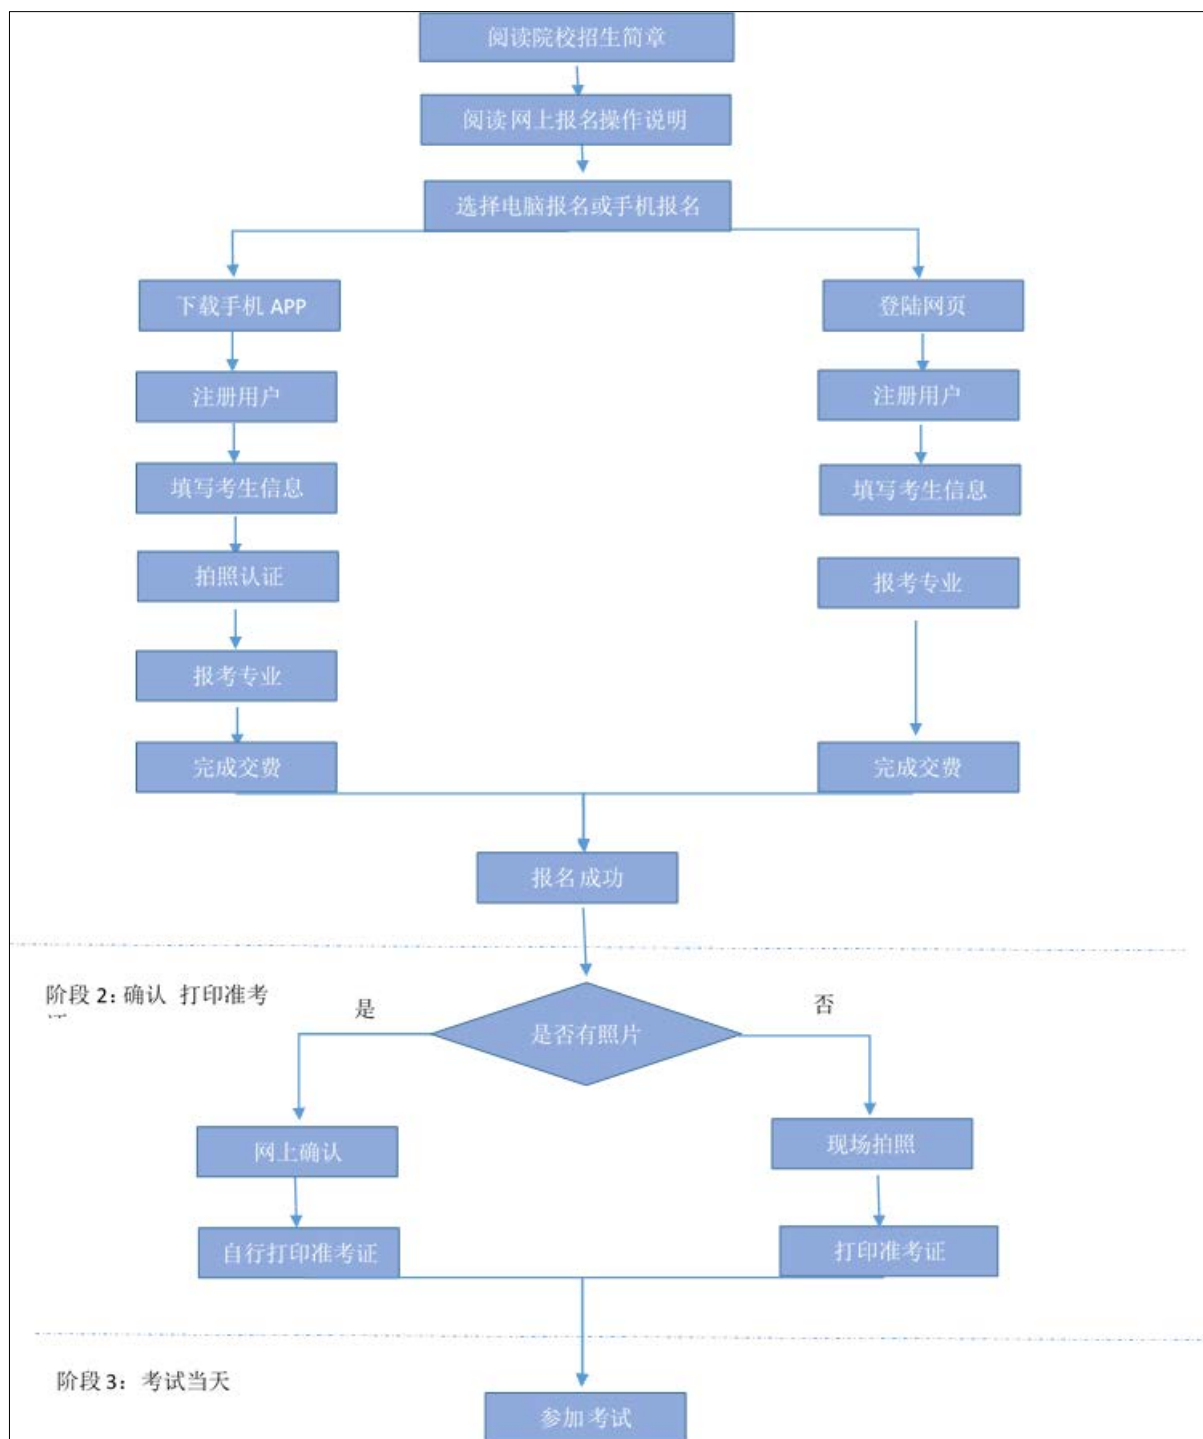 阅读院校招生简章
阅读网上报名操作说明
选择电脑报名或手机报名
下载手机 APP
登陆网页
注册用户
注册用户
填写考生信息
填写考生信息
拍照认证
报考专业
报考专业
完成交费
完成交费
报名成功
阶段 2: 确认 打印准考
是
否
是否有照片
网上确认
现场拍照
自行打印准考证
打印准考证
阶段 3：考试当天
参加考试